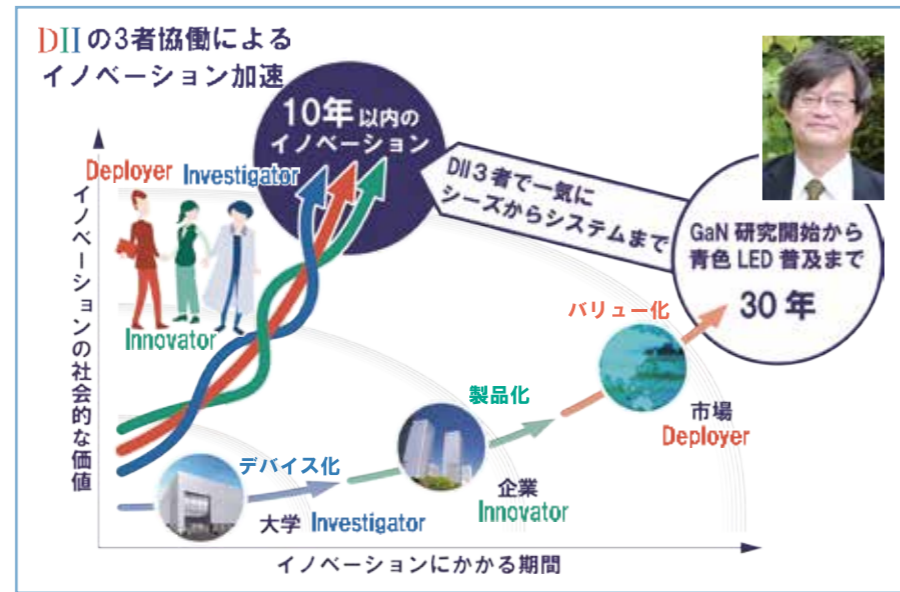 DIIの3者協働による
イノベーション加速
10年以内の
イノベーション
Deployer Investigator
Innovator
DII 3者で一気に
シーズからシステムまで
GaN 研究開始から
青色 LED 普及まで
30年
バリュー化
製品化
デバイス化
市場
Deployer
企業
Innovator
大学 Investigator
イノベーションの社会的な価値
イノベーションにかかる期間